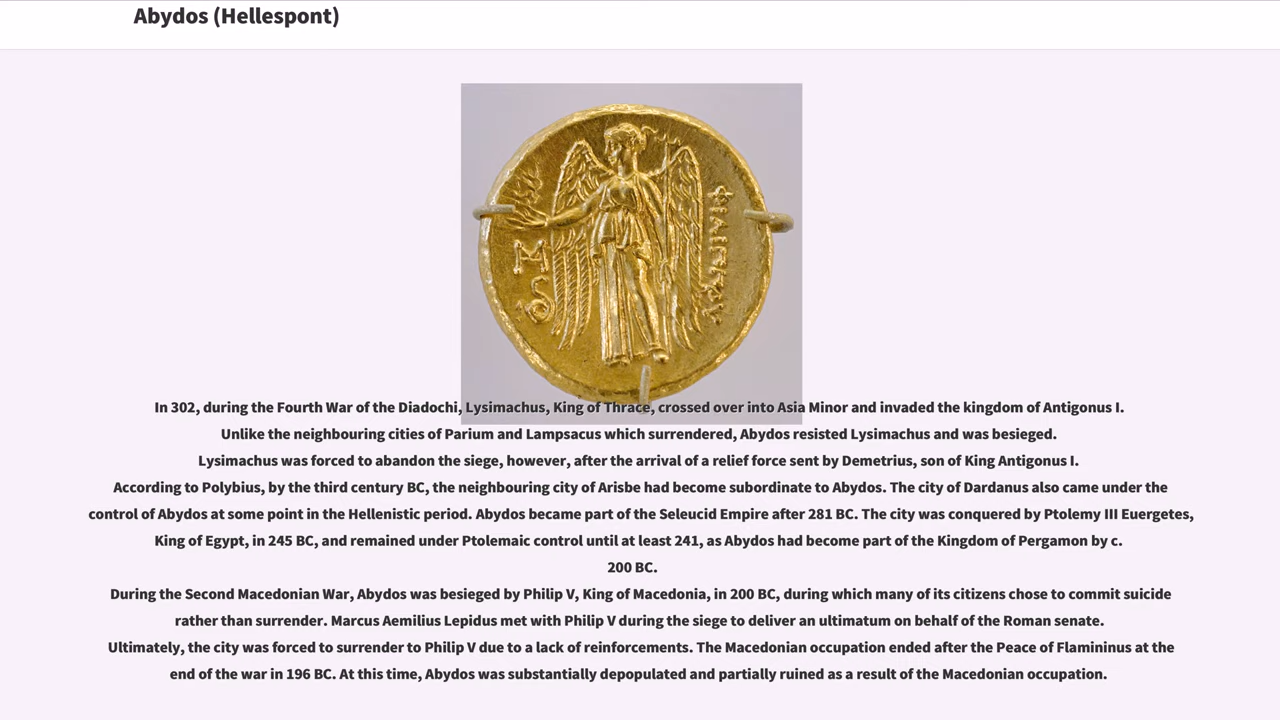 Abydos (Hellespont)
ΦΙΛΙΠΠΟΥ
In 302, during the Fourth War of the Diadochi, Lysimachus, King of Thrace, crossed over into Asia Minor and invaded the kingdom of Antigonus I.
Unlike the neighbouring cities of Parium and Lampsacus which surrendered, Abydos resisted Lysimachus and was besieged.
Lysimachus was forced to abandon the siege, however, after the arrival of a relief force sent by Demetrius, son of King Antigonus I.
According to Polybius, by the third century BC, the neighbouring city of Arisbe had become subordinate to Abydos. The city of Dardanus also came under the
control of Abydos at some point in the Hellenistic period. Abydos became part of the Seleucid Empire after 281 BC. The city was conquered by Ptolemy III Euergetes,
King of Egypt, in 245 BC, and remained under Ptolemaic control until at least 241, as Abydos had become part of the Kingdom of Pergamon by c.
200 BC.
During the Second Macedonian War, Abydos was besieged by Philip V, King of Macedonia, in 200 BC, during which many of its citizens chose to commit suicide
rather than surrender. Marcus Aemilius Lepidus met with Philip V during the siege to deliver an ultimatum on behalf of the Roman senate.
Ultimately, the city was forced to surrender to Philip V due to a lack of reinforcements. The Macedonian occupation ended after the Peace of Flamininus at the
end of the war in 196 BC. At this time, Abydos was substantially depopulated and partially ruined as a result of the Macedonian occupation.